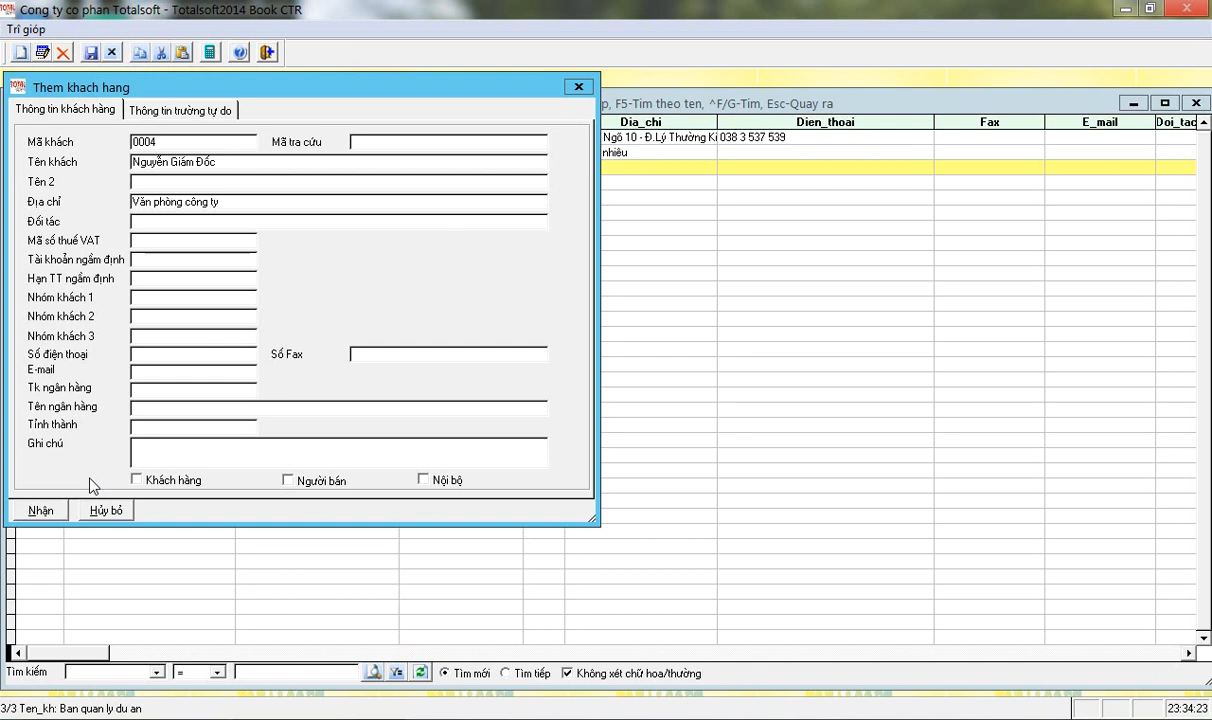 Công ty co phan Totalsoft - Totalsoft2014 Book CTR
Trî gióp
Them khach hang
p, F5-Tim theo ten, ^F/G-Tim, Esc-Quay ra
Thông tin khách hàng
Thông tin trường tự do
Dia_chi
Dien_thoai
Fax
E_mail
Doi_tac
Ngõ 10 - Đ.Lý Thường Ki
038 3 537 539
nhiêu
Mã khách 0004 Mã tra cứu
Tên khách Nguyễn Giám Đốc
Tên 2
Địa chỉ Văn phòng công ty
Đối tác
Mã số thuế VAT
Tài khoản ngầm định
Hạn TT ngầm định
Nhóm khách 1
Nhóm khách 2
Nhóm khách 3
Số điện thoại Số Fax
E-mail
Tk ngân hàng
Tên ngân hàng
Tỉnh thành
Ghi chú
Khách hàng Người bán Nội bộ
Nhận Hủy bỏ
Tìm kiếm = Tìm mới Tìm tiếp Không xét chữ hoa/thường
3/3 Ten_kh: Ban quan ly du an
23:34:23